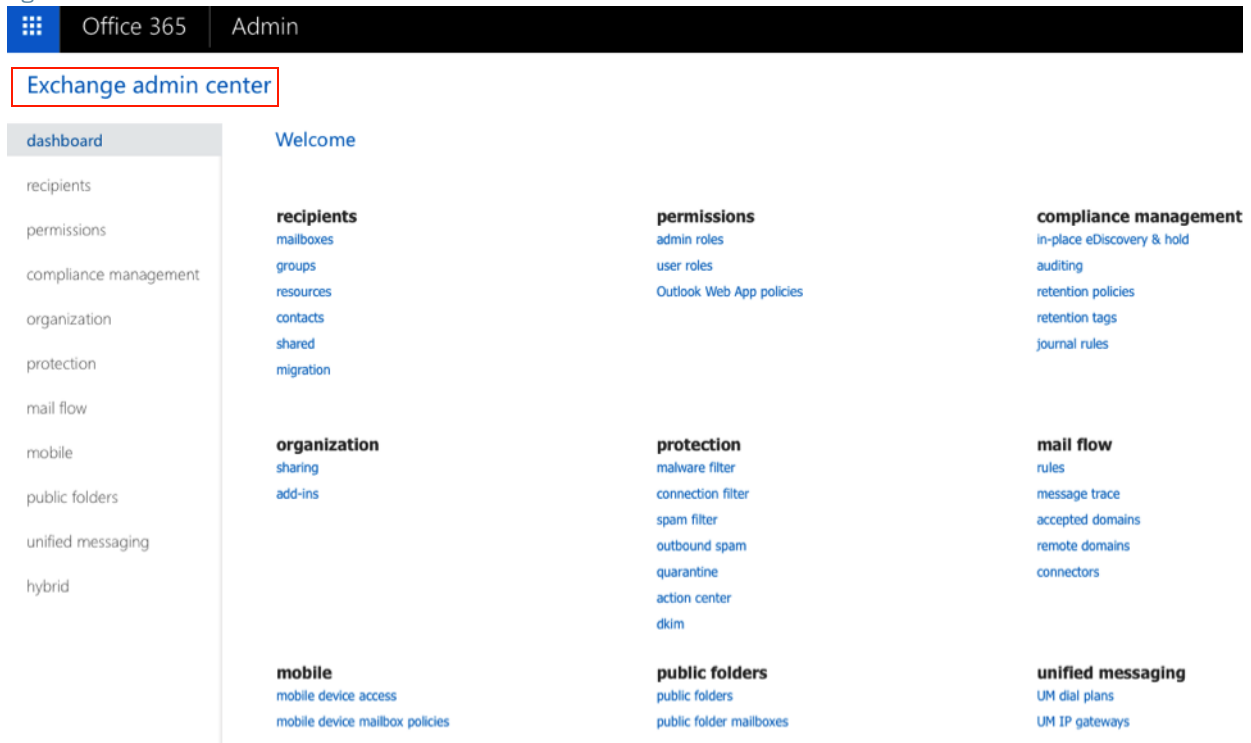 Office 365 Admin
Exchange admin center
dashboard
recipients
permissions
compliance management
organization
protection
mail flow
mobile
public folders
unified messaging
hybrid
Welcome
recipients
mailboxes
groups
resources
contacts
shared
migration
permissions
admin roles
user roles
Outlook Web App policies
compliance management
in-place eDiscovery & hold
auditing
retention policies
retention tags
journal rules
organization
sharing
add-ins
protection
malware filter
connection filter
spam filter
outbound spam
quarantine
action center
dkim
mail flow
rules
message trace
accepted domains
remote domains
connectors
mobile
mobile device access
mobile device mailbox policies
public folders
public folders
public folder mailboxes
unified messaging
UM dial plans
UM IP gateways